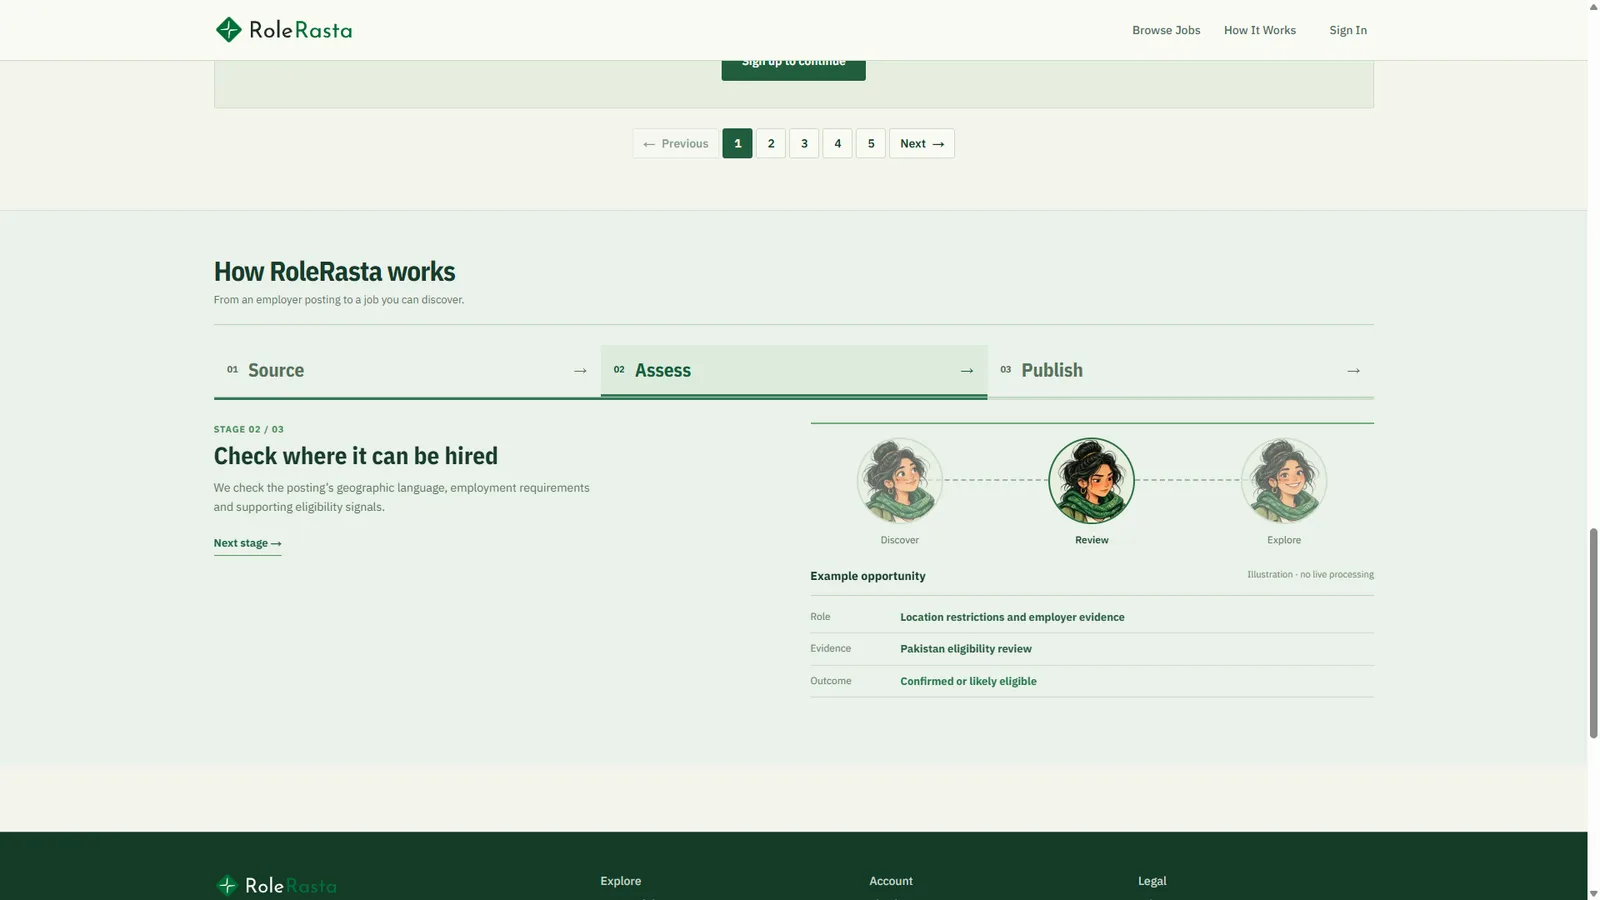 RoleRasta
Browse Jobs
How It Works
Sign In
Sign up to continue
← Previous
1
2
3
4
5
Next →
How RoleRasta works
From an employer posting to a job you can discover.
01 Source →
02 Assess →
03 Publish →
STAGE 02 / 03
Check where it can be hired
We check the posting's geographic language, employment requirements
and supporting eligibility signals.
Next stage →
Discover
Review
Explore
Example opportunity
Illustration · no live processing
Role
Location restrictions and employer evidence
Evidence
Pakistan eligibility review
Outcome
Confirmed or likely eligible
RoleRasta
Explore
Account
Legal